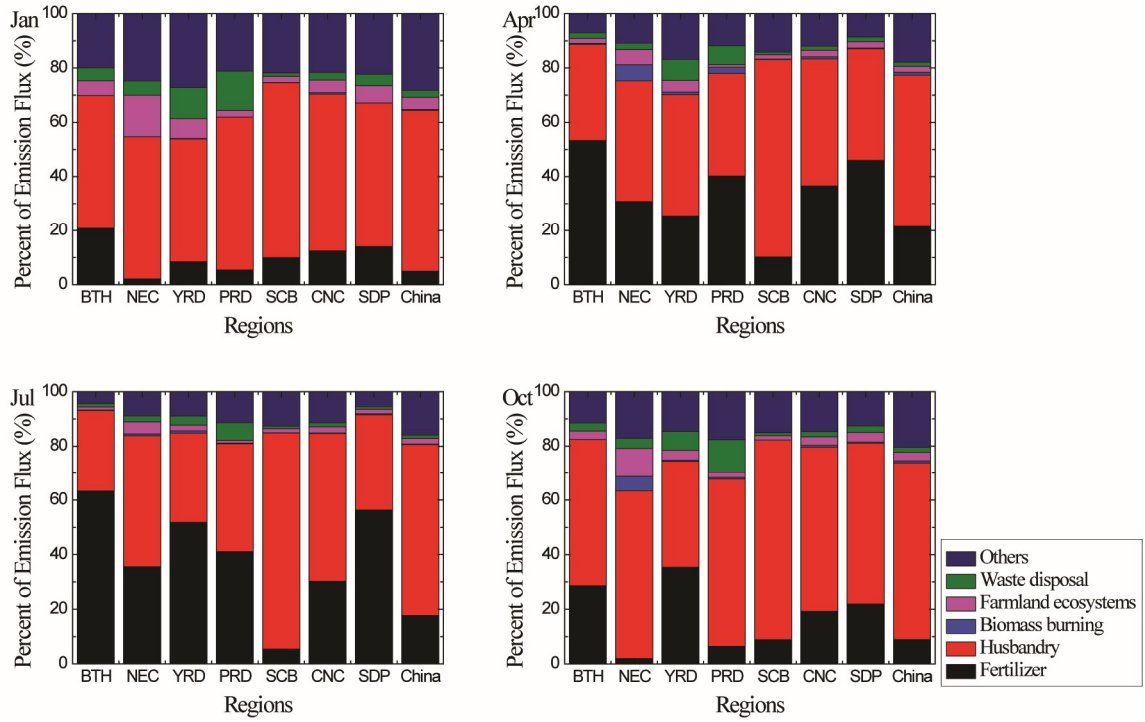 Jan
100
80
60
40
20
0
Percent of Emission Flux (%)
BTH NEC YRD PRD SCB CNC SDP China
Regions
Apr
100
80
60
40
20
0
Percent of Emission Flux (%)
BTH NEC YRD PRD SCB CNC SDP China
Regions
Jul
100
80
60
40
20
0
Percent of Emission Flux (%)
BTH NEC YRD PRD SCB CNC SDP China
Regions
Oct
100
80
60
40
20
0
Percent of Emission Flux (%)
BTH NEC YRD PRD SCB CNC SDP China
Regions
Others
Waste disposal
Farmland ecosystems
Biomass burning
Husbandry
Fertilizer